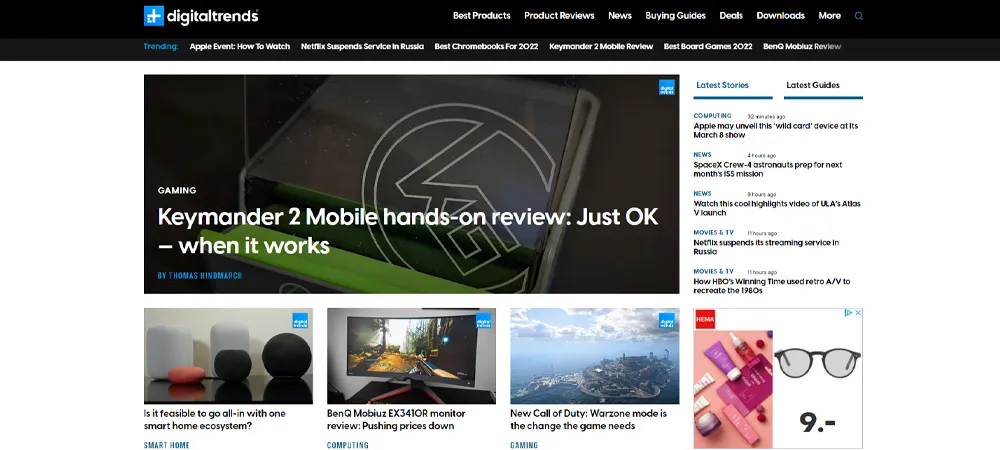 digitaltrends
Best Products Product Reviews News Buying Guides Deals Downloads More
Trending: Apple Event: How To Watch Netflix Suspends Service In Russia Best Chromebooks For 2022 Keymander 2 Mobile Review Best Board Games 2022 BenQ Mobiuz Review
digital
trends
GAMING
Keymander 2 Mobile hands-on review: Just OK
– when it works
BY THOMAS HINDMARCH
Latest Stories Latest Guides
COMPUTING 32 minutes ago
Apple may unveil this 'wild card' device at its
March 8 show
NEWS 4 hours ago
SpaceX Crew-4 astronauts prep for next
month's ISS mission
NEWS 9 hours ago
Watch this cool highlights video of ULA's Atlas
V launch
MOVIES & TV 11 hours ago
Netflix suspends its streaming service in
Russia
MOVIES & TV 11 hours ago
How HBO's Winning Time used retro A/V to
recreate the 1980s
digital
trends
Is it feasible to go all-in with one
smart home ecosystem?
SMART HOME
digital
trends
BenQ Mobiuz EX3410R monitor
review: Pushing prices down
COMPUTING
digital
trends
New Call of Duty: Warzone mode is
the change the game needs
GAMING
HEMA
9.-